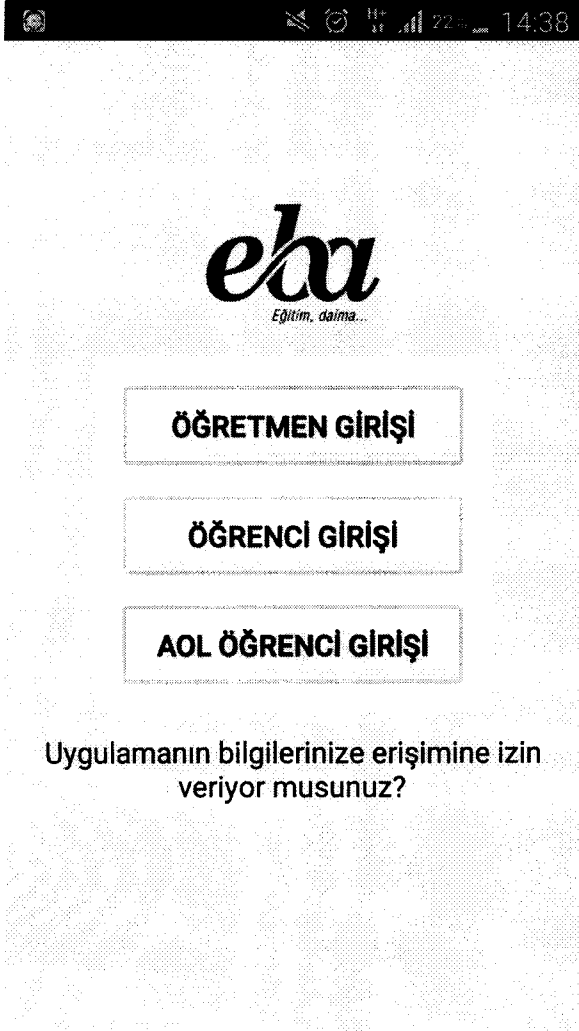 14:38
eba
Eğitim, daima...
ÖĞRETMEN GİRİŞİ
ÖĞRENCİ GİRİŞİ
AOL ÖĞRENCİ GİRİŞİ
Uygulamanın bilgilerinize erişimine izin
veriyor musunuz?